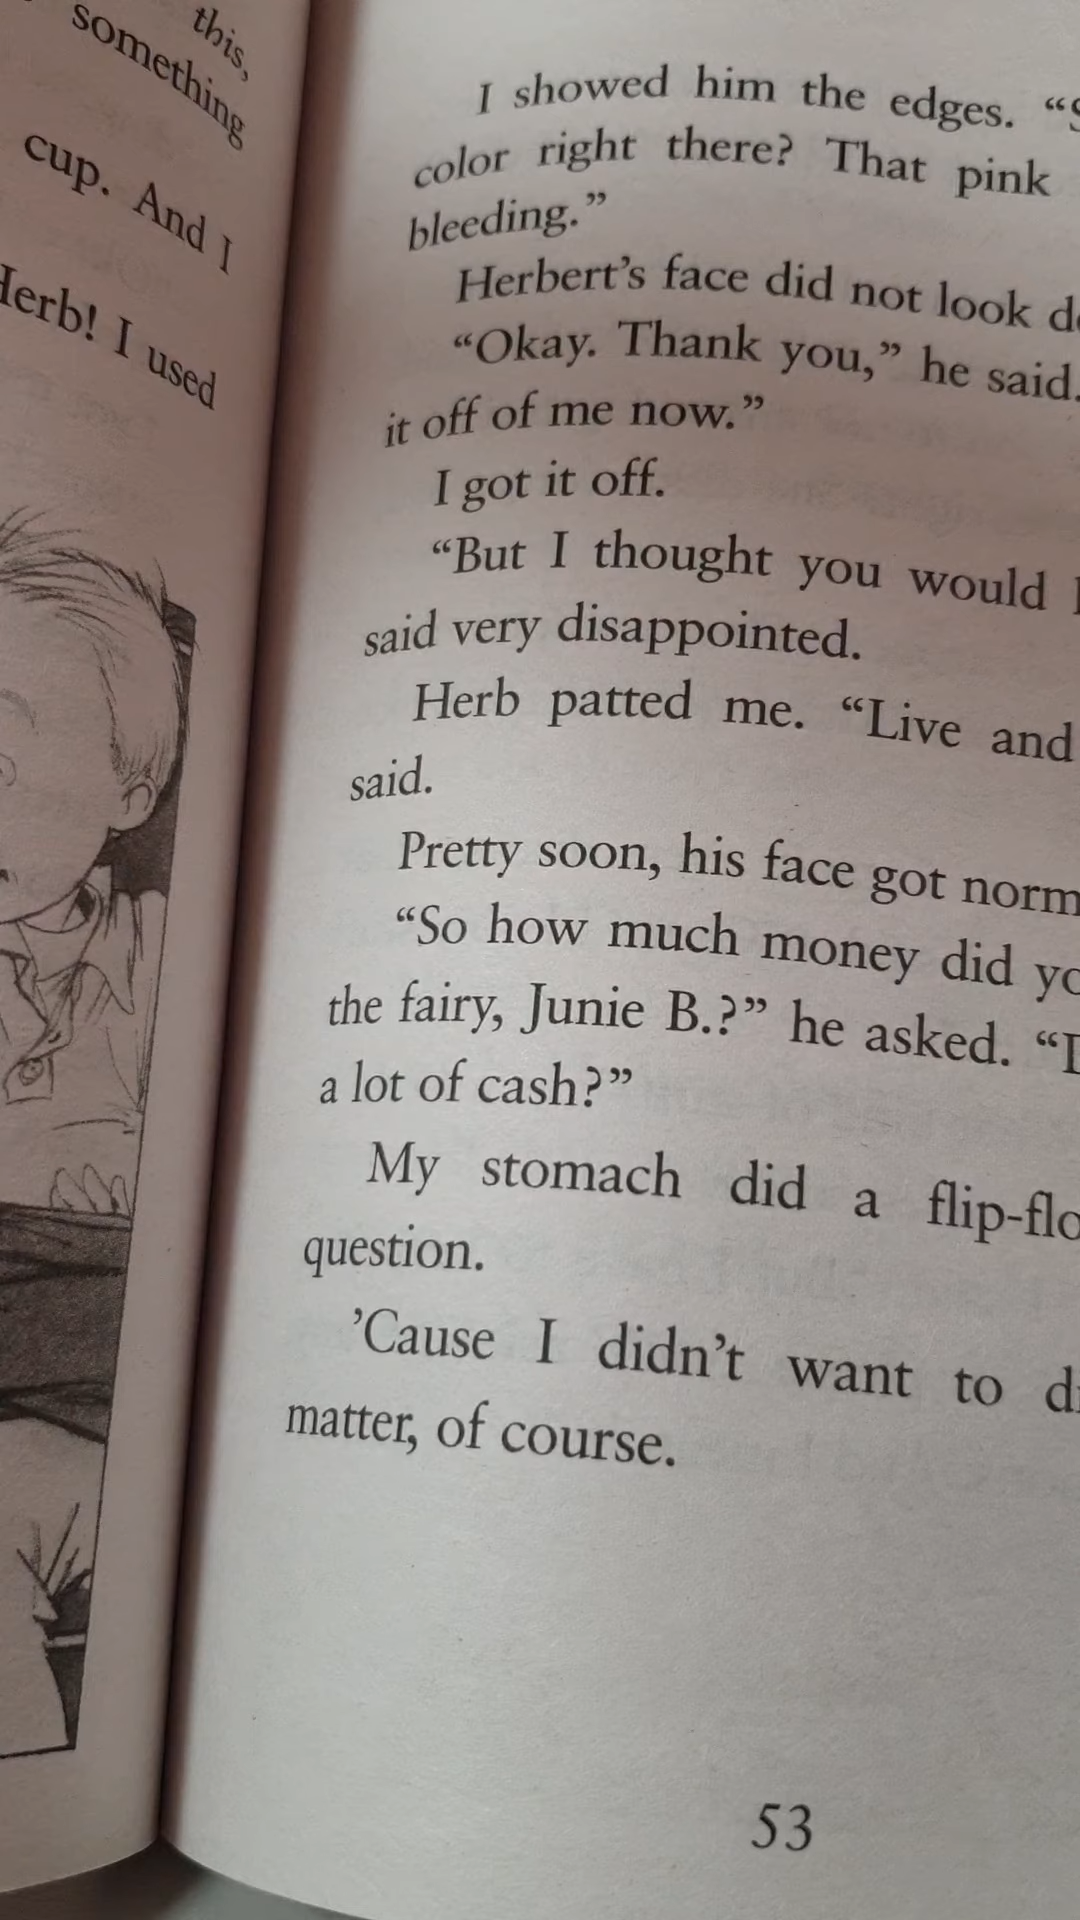 this,
something
cup. And I
Herb! I used
I showed him the edges.
color right there? That pink
bleeding.”
Herbert’s face did not look
“Okay. Thank you,” he said.
it off of me now.”
I got it off.
“But I thought you would
said very disappointed.
Herb patted me. “Live and
said.
Pretty soon, his face got
“So how much money did
the fairy, Junie B.?” he asked.
a lot of cash?”
My stomach did a
question.
’Cause I didn’t want to
matter, of course.
53